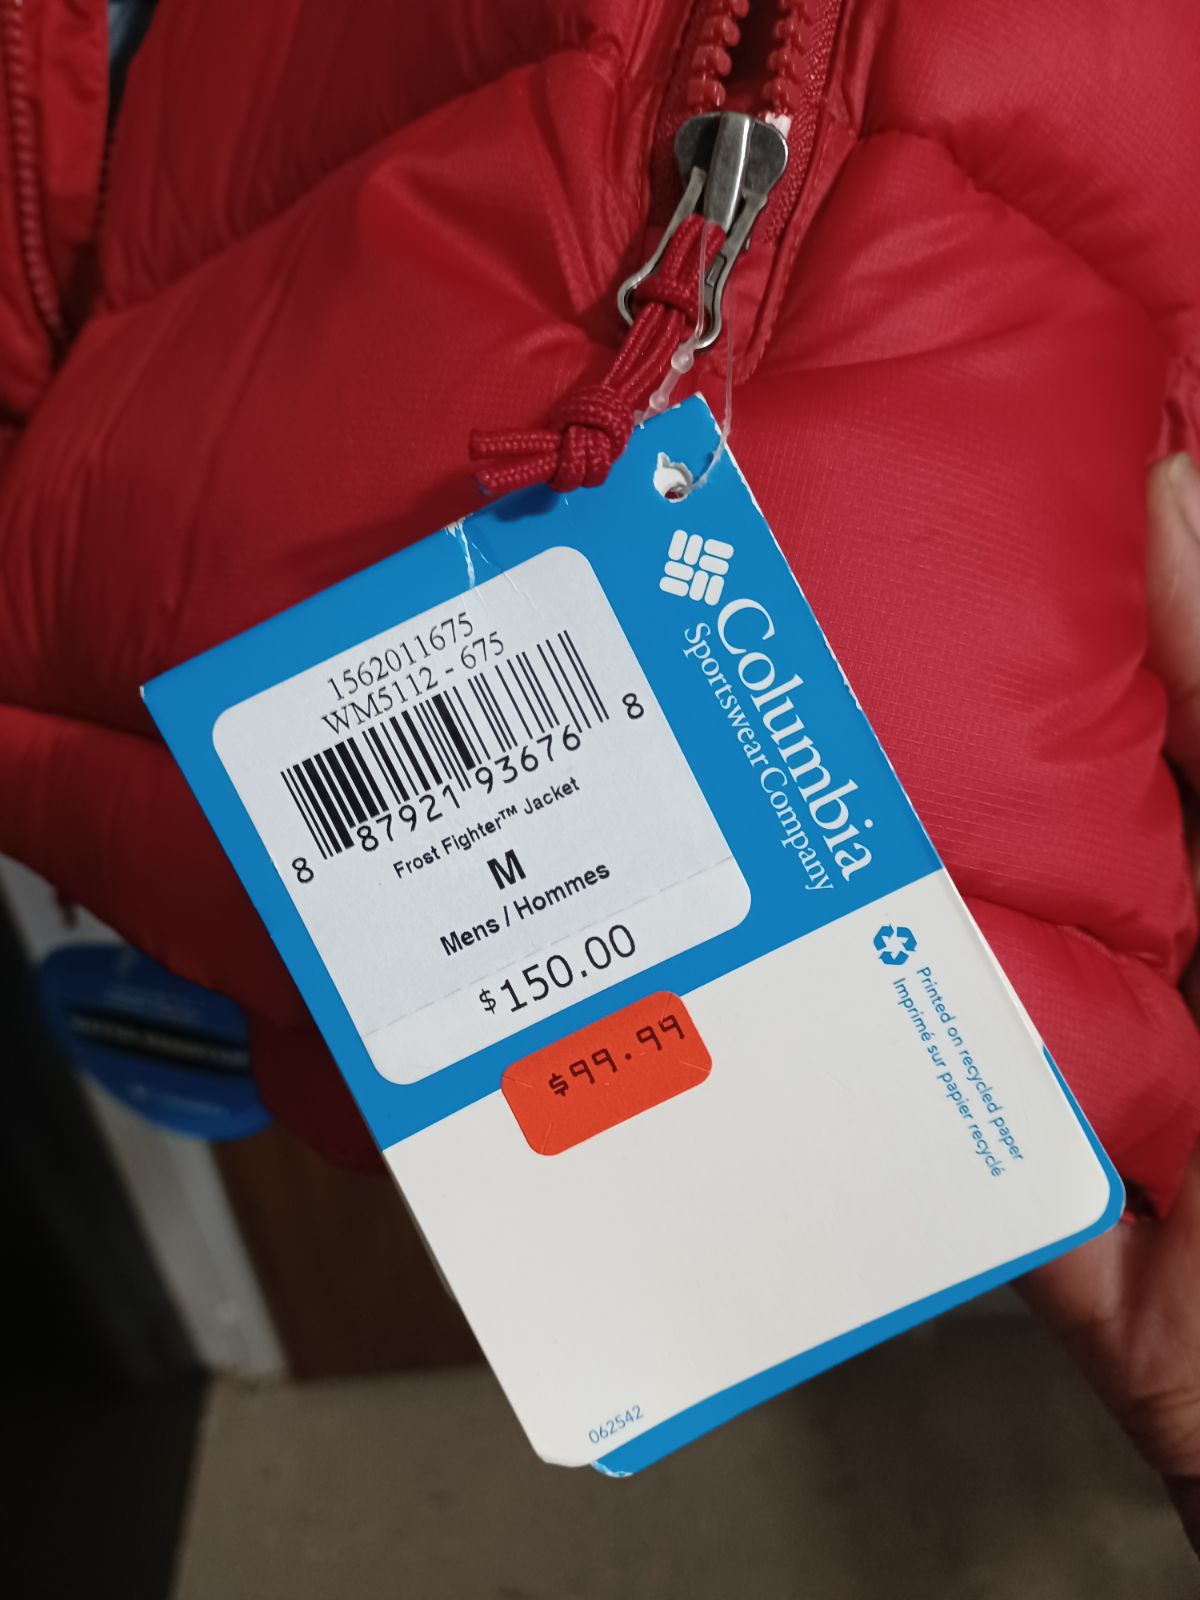 1562011675
WM5112 - 675
8 87921 93676 8
Frost Fighter™ Jacket
M
Mens / Hommes
$150.00
$99.99
Columbia
Sportswear Company
Printed on recycled paper
Imprimé sur papier recyclé
062542